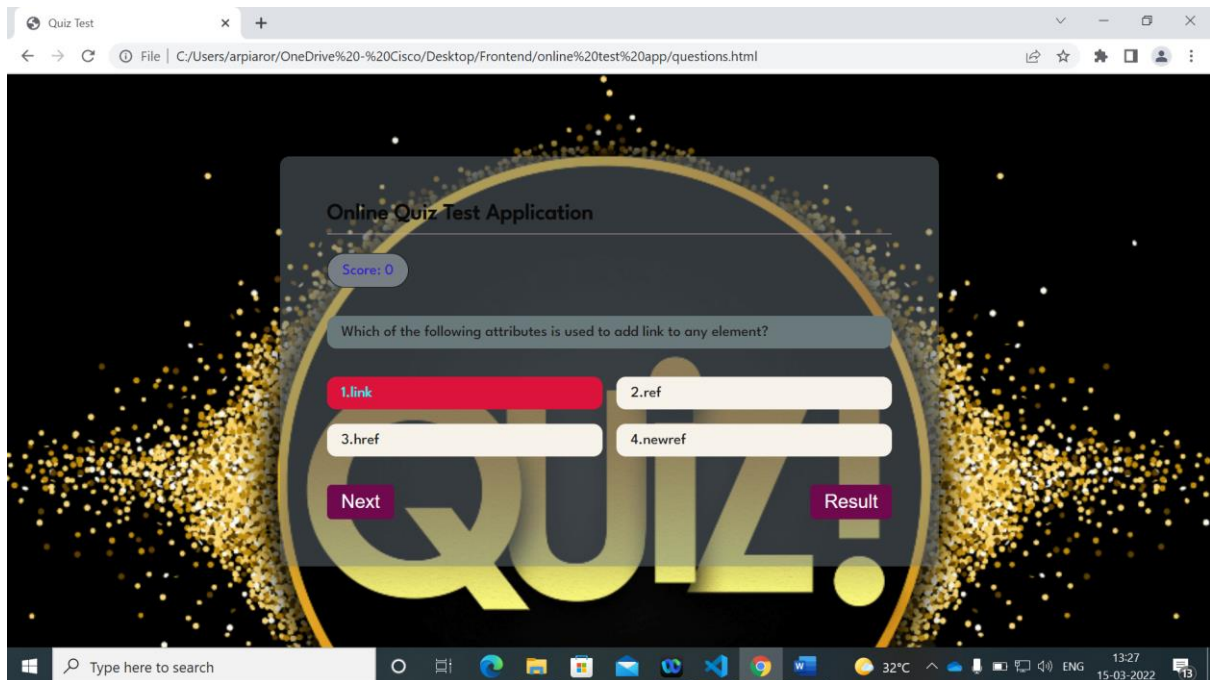 Quiz Test
File | C:/Users/arpiaror/OneDrive%20-%20Cisco/Desktop/Frontend/online%20test%20app/questions.html
Online Quiz Test Application
Score: 0
Which of the following attributes is used to add link to any element?
1.link
2.ref
3.href
4.newref
Next
Result
QUiZ!
Type here to search
32°C
ENG
13:27
15-03-2022
13